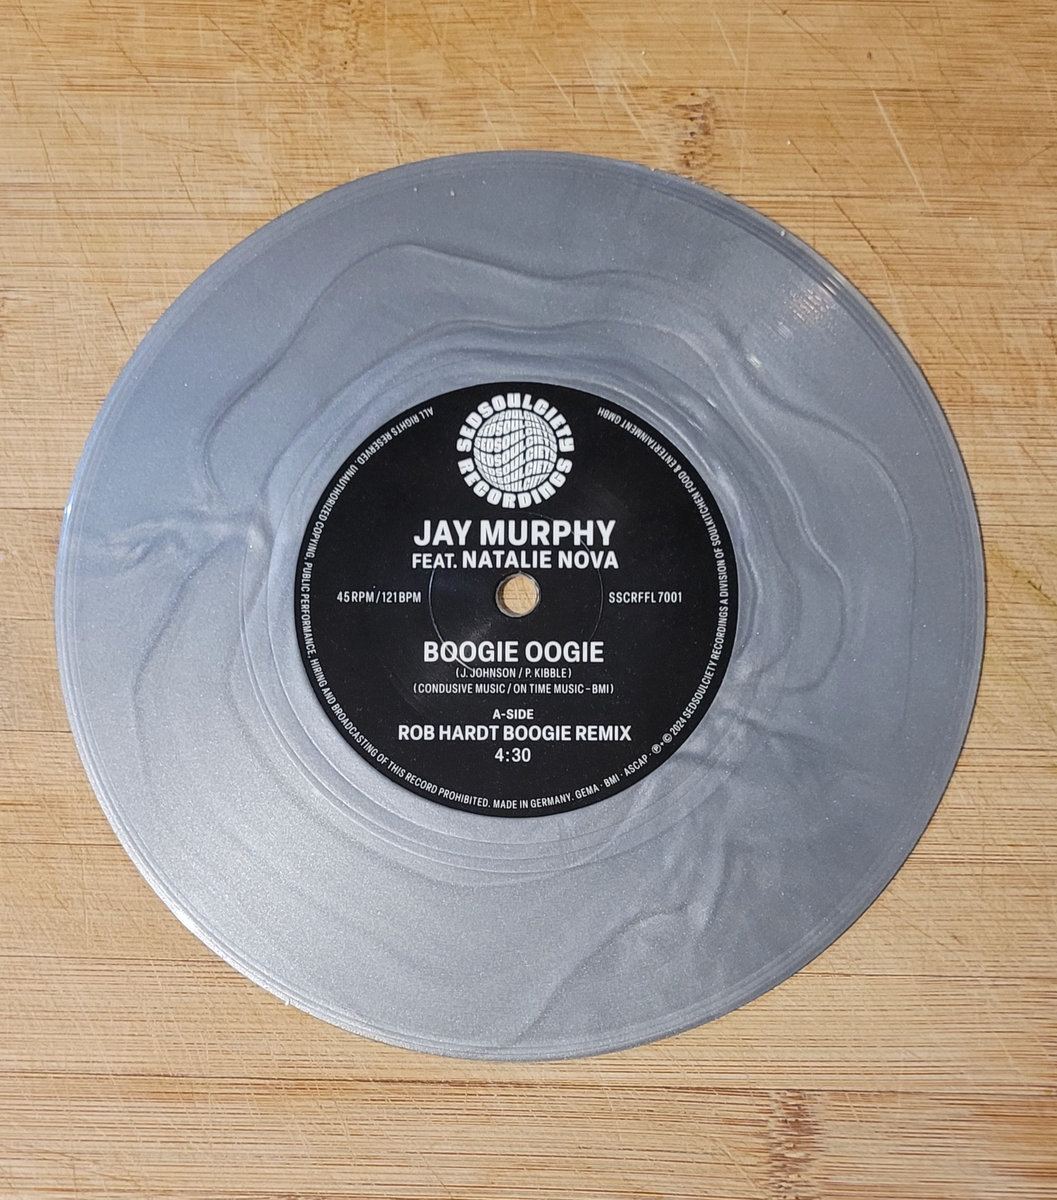 SEDSOULCIETY
RECORDINGS
JAY MURPHY
FEAT. NATALIE NOVA
45 RPM / 121 BPM
SSCRFFL7001
BOOGIE OOGIE
(J. JOHNSON / P. KIBBLE)
(CONDUSIVE MUSIC / ON TIME MUSIC - BMI)
A-SIDE
ROB HARDT BOOGIE REMIX
4:30
ALL RIGHTS RESERVED. UNAUTHORIZED COPYING, PUBLIC PERFORMANCE, HIRING AND BROADCASTING OF THIS RECORD PROHIBITED. MADE IN GERMANY. GEMA · BMI · ASCAP · ℗ + © 2024 SEDSOULCIETY RECORDINGS A DIVISION OF SOULKITCHEN FOOD & ENTERTAINMENT GMBH